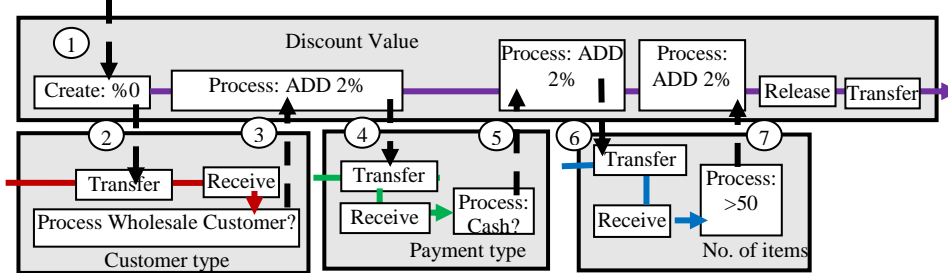 1
Discount Value
Create: %0
Process: ADD 2%
Process: ADD
2%
Process:
ADD 2%
Release
Transfer
2
3
4
5
6
7
Transfer
Receive
Process Wholesale Customer?
Customer type
Transfer
Receive
Process:
Cash?
Payment type
Transfer
Receive
Process:
>50
No. of items